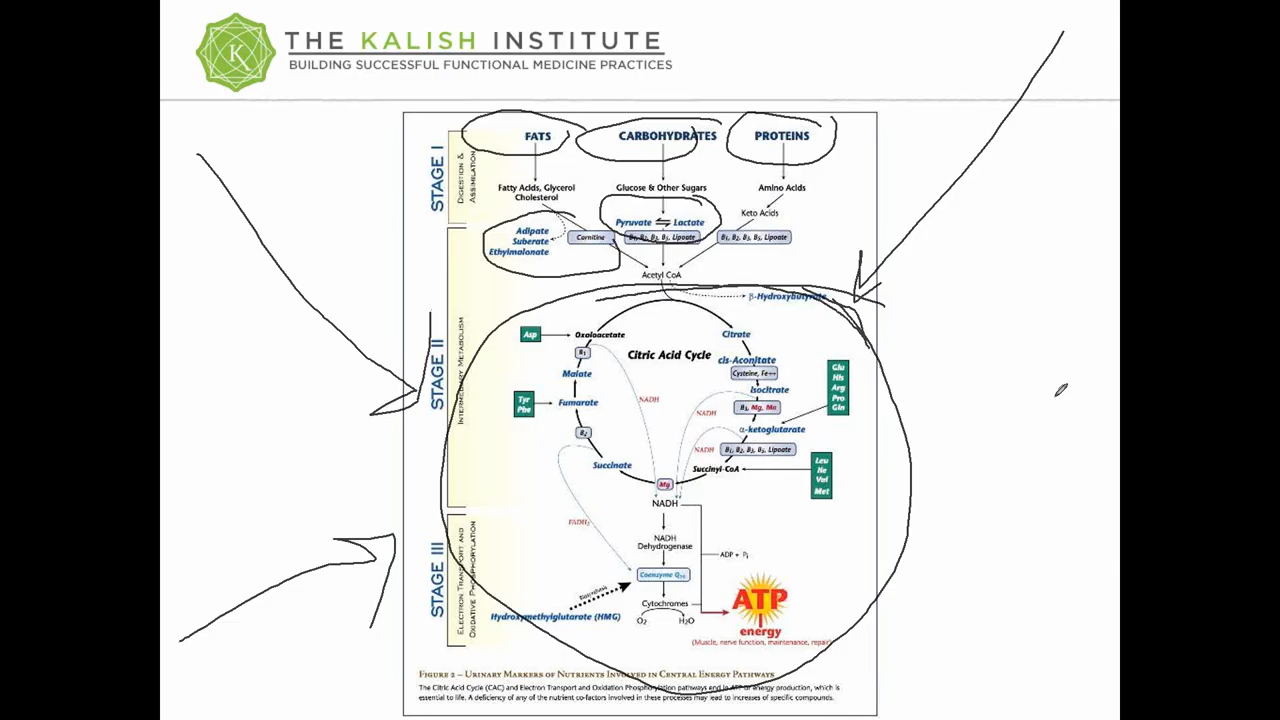 THE KALISH INSTITUTE
BUILDING SUCCESSFUL FUNCTIONAL MEDICINE PRACTICES
STAGE I
DIGESTION &
ASSIMILATION
FATS
CARBOHYDRATES
PROTEINS
Fatty Acids, Glycerol
Cholesterol
Glucose & Other Sugars
Amino Acids
Pyruvate ⇌ Lactate
Keto Acids
Adipate
Suberate
Ethylmalonate
Carnitine
B1, B2, B3, B5, Lipoate
B1, B2, B3, B5, Lipoate
Acetyl CoA
β-Hydroxybutyrate
STAGE II
INTERMEDIARY METABOLISM
Citric Acid Cycle
Asp
Oxaloacetate
B3
Malate
Tyr
Phe
Fumarate
B2
Succinate
Citrate
cis-Aconitate
Cysteine, Fe++
Isocitrate
B3, Mg, Mn
α-ketoglutarate
B1, B2, B3, B5, Lipoate
Succinyl-CoA
Glu
His
Arg
Pro
Gln
Leu
Ile
Val
Met
NADH
NADH
NADH
Mg
NADH
FADH2
STAGE III
ELECTRON TRANSPORT AND
OXIDATIVE PHOSPHORYLATION
NADH
Dehydrogenase
ADP + Pi
Coenzyme Q10
Biosynthesis
Hydroxymethylglutarate (HMG)
Cytochromes
O2
H2O
ATP
energy
(Muscle, nerve function, maintenance, repair)
FIGURE 2 – URINARY MARKERS OF NUTRIENTS INVOLVED IN CENTRAL ENERGY PATHWAYS
The Citric Acid Cycle (CAC) and Electron Transport and Oxidation Phosphorylation pathways end in ATP or energy production, which is
essential to life. A deficiency of any of the nutrient co-factors involved in these processes may lead to increases of specific compounds.